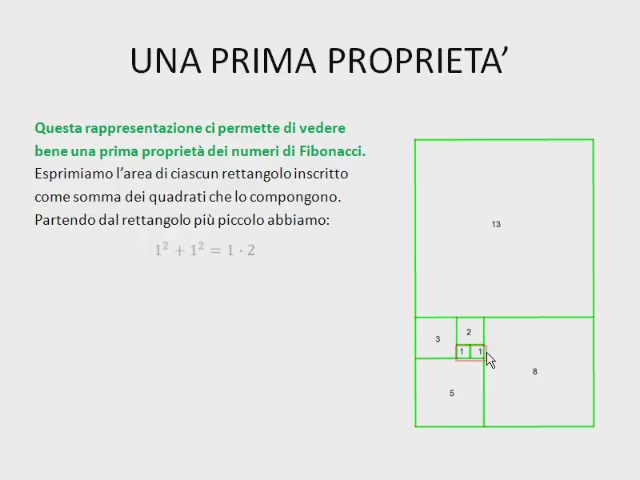 UNA PRIMA PROPRIETA’
Questa rappresentazione ci permette di vedere
bene una prima proprietà dei numeri di Fibonacci.
Esprimiamo l’area di ciascun rettangolo inscritto
come somma dei quadrati che lo compongono.
Partendo dal rettangolo più piccolo abbiamo:
1² + 1² = 1 · 2
13
2
3
1 1
8
5